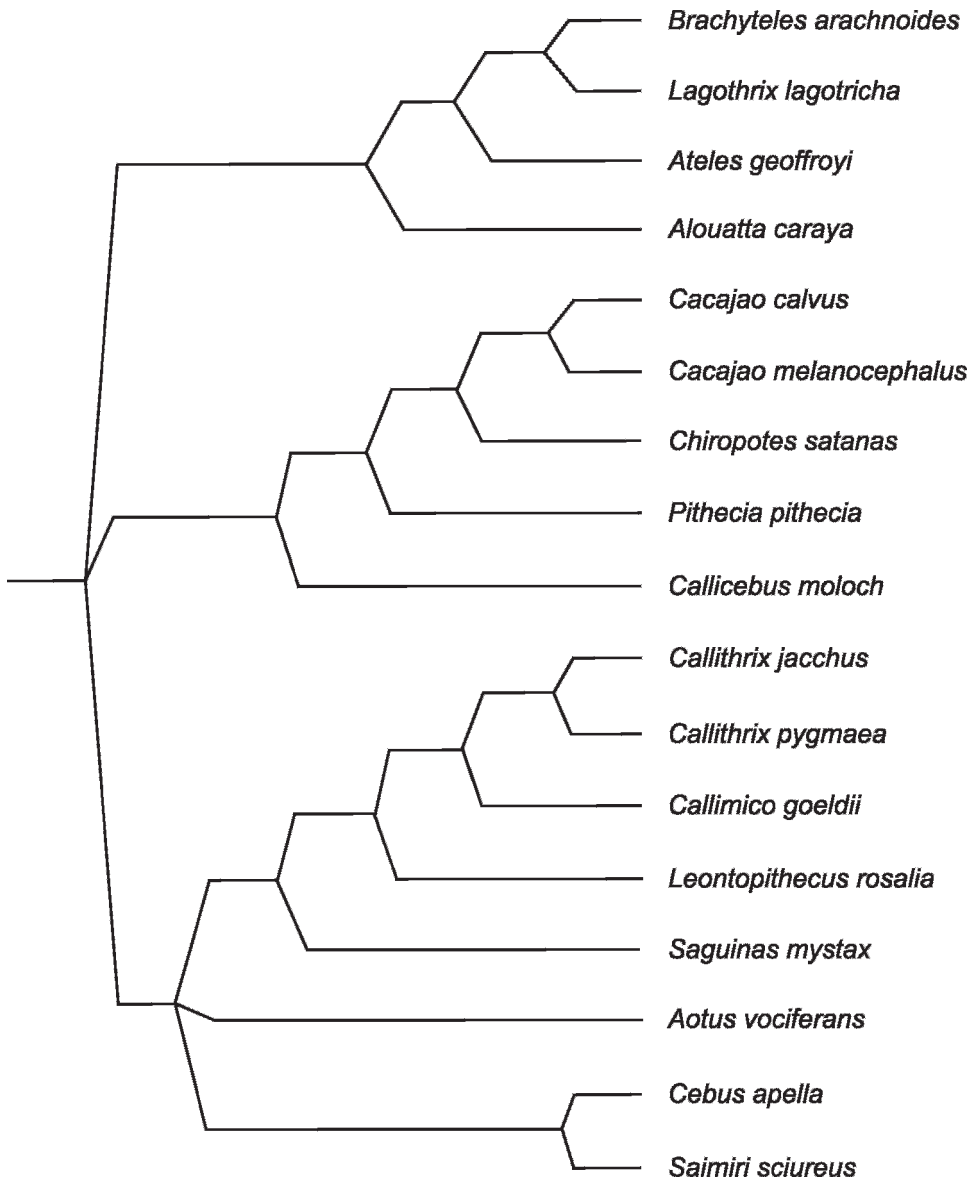 Brachyteles arachnoides
Lagothrix lagotricha
Ateles geoffroyi
Alouatta caraya
Cacajao calvus
Cacajao melanocephalus
Chiropotes satanas
Pithecia pithecia
Callicebus moloch
Callithrix jacchus
Callithrix pygmaea
Callimico goeldii
Leontopithecus rosalia
Saguinas mystax
Aotus vociferans
Cebus apella
Saimiri sciureus